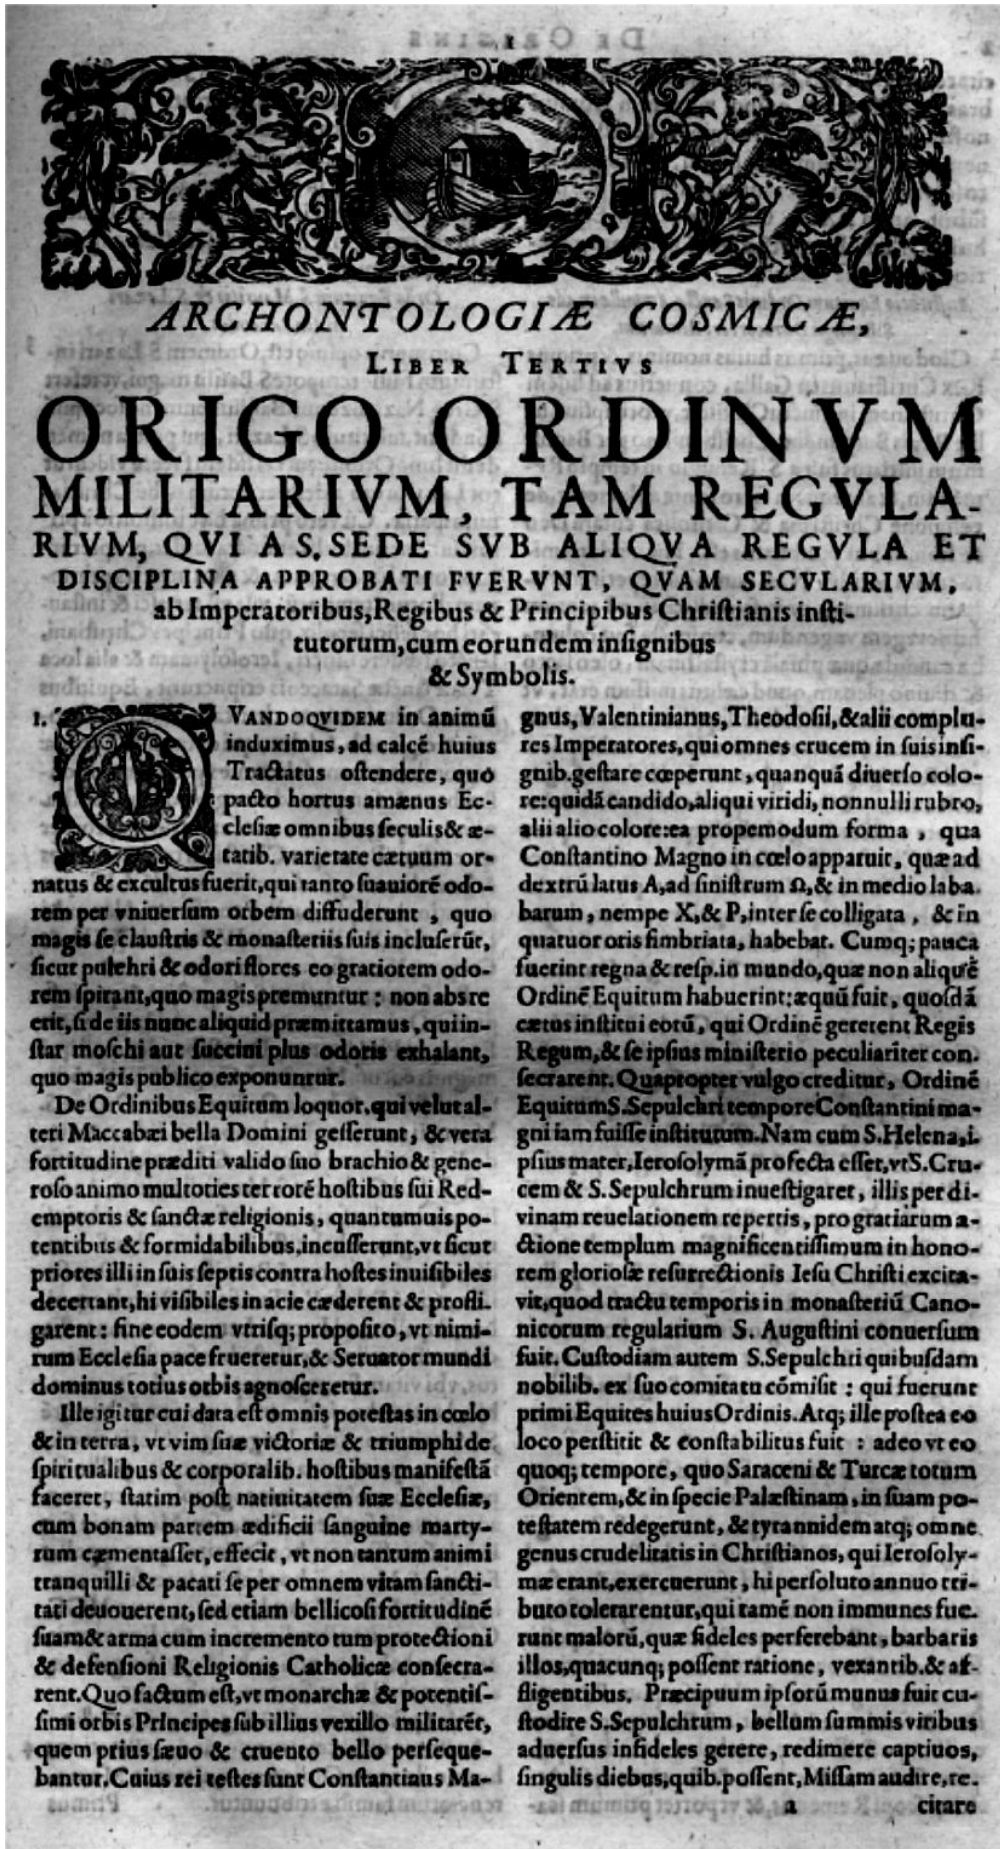 1
ARCHONTOLOGIÆ COSMICÆ,
LIBER TERTIVS
ORIGO ORDINVM
MILITARIVM, TAM REGVLA-
RIVM, QVI A S. SEDE SVB ALIQVA REGVLA ET
DISCIPLINA APPROBATI FVERVNT, QVAM SECVLARIVM,
ab Imperatoribus, Regibus & Principibus Chriſtianis inſti-
tutorum, cum eorundem inſignibus
& Symbolis.
1. QVANDOQVIDEM in animū
induximus, ad calcē huius
Tractatus oſtendere, quo
pacto hortus amænus Ec-
cleſiæ omnibus ſeculis & æ-
tatib. varietate cætuum or-
natus & excultus fuerit, qui tanto ſuauiorē odo-
rem per vniuerſum orbem diffuderunt, quo
magis ſe clauſtris & monaſteriis ſuis incluſerūt,
ſicut pulchri & odori flores eo gratiorem odo-
rem ſpirant, quo magis premuntur: non abs re
erit, ſi de iis nunc aliquid præmittamus, qui in-
ſtar moſchi aut ſuccini plus odoris exhalant,
quo magis publico exponuntur.
De Ordinibus Equitum loquor, qui velut al-
teri Maccabæi bella Domini geſſerunt, & vera
fortitudine præditi valido ſuo brachio & gene-
roſo animo multoties terrorē hoſtibus ſui Red-
emptoris & ſanctæ religionis, quantumuis po-
tentibus & formidabilibus, incuſſerunt, vt ſicut
priores illi in ſuis ſeptis contra hoſtes inuiſibiles
decertant, hi viſibiles in acie cæderent & profli-
garent: fine eodem vtriſq; propoſito, vt nimi-
rum Eccleſia pace frueretur, & Seruator mundi
dominus totius orbis agnoſceretur.
Ille igitur cui data eſt omnis poteſtas in cœlo
& in terra, vt vim ſuæ victoriæ & triumphi de
ſpiritualibus & corporalib. hoſtibus manifeſtā
faceret, ſtatim poſt natiuitatem ſuæ Eccleſiæ,
cum bonam partem ædificii ſanguine marty-
rum cæmentaſſet, effecit, vt non tantum animi
tranquilli & pacati ſe per omnem vitam ſancti-
tati deuouerent, ſed etiam bellicoſi fortitudinē
ſuam & arma cum incremento tum protectioni
& defenſioni Religionis Catholicæ conſecra-
rent. Quo factum eſt, vt monarchæ & potentiſ-
ſimi orbis Principes ſub illius vexillo militarēt,
quem prius ſæuo & cruento bello perſeque-
bantur. Cuius rei teſtes ſunt Conſtantinus Ma-
gnus, Valentinianus, Theodoſii, & alii complu-
res Imperatores, qui omnes crucem in ſuis inſi-
gnib. geſtare cœperunt, quanquā diuerſo colo-
re: quidā candido, aliqui viridi, nonnulli rubro,
alii alio colore: ea propemodum forma, qua
Conſtantino Magno in cœlo apparuit, quæ ad
dextrū latus A, ad ſiniſtrum Ω, & in medio laba-
barum, nempe X, & P, inter ſe colligata, & in
quatuor oris fimbriata, habebat. Cumq; pauca
fuerint regna & reſp. in mundo, quæ non aliquē
Ordinē Equitum habuerint: æquū fuit, quoſdā
cætus inſtitui eorū, qui Ordinē gererent Regis
Regum, & ſe ipſius miniſterio peculiariter con-
ſecrarent. Quapropter vulgo creditur, Ordinē
Equitum S. Sepulchri tempore Conſtantini ma-
gni iam fuiſſe inſtitutum. Nam cum S. Helena, i-
pſius mater, Ieroſolymā profecta eſſet, vt S. Cru-
cem & S. Sepulchrum inueſtigaret, illis per di-
vinam reuelationem repertis, pro gratiarum a-
ctione templum magnificentiſſimum in hono-
rem glorioſæ reſurrectionis Ieſu Chriſti excita-
vit, quod tractu temporis in monaſteriū Cano-
nicorum regularium S. Auguſtini conuerſum
fuit. Cuſtodiam autem S. Sepulchri quibuſdam
nobilib. ex ſuo comitatu cōmiſit: qui fuerunt
primi Equites huius Ordinis. Atq; ille poſtea eo
loco perſtitit & conſtabilitus fuit: adeo vt eo
quoq; tempore, quo Saraceni & Turcæ totum
Orientem, & in ſpecie Palæſtinam, in ſuam po-
teſtatem redegerunt, & tyrannidem atq; omne
genus crudelitatis in Chriſtianos, qui Ieroſoly-
mæ erant, exercuerunt, hi perſoluto annuo tri-
buto tolerarentur, qui tamē non immunes fue-
runt malorū, quæ fideles perferebant, barbaris
illos, quacunq; poſſent ratione, vexantib. & af-
fligentibus. Præcipuum ipſorū munus fuit cu-
ſtodire S. Sepulchrum, bellum ſummis viribus
aduerſus infideles gerere, redimere captiuos,
ſingulis diebus, quib. poſſent, Miſſam audire, re-
a citare